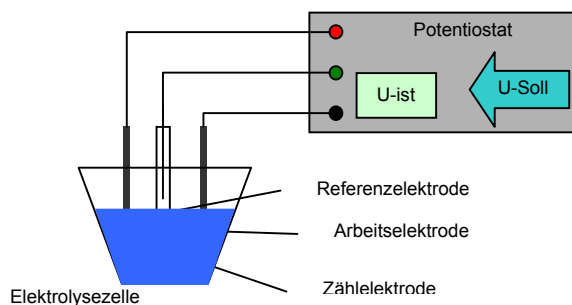 Potentiostat
U-ist
U-Soll
Referenzelektrode
Arbeitselektrode
Zählelektrode
Elektrolysezelle